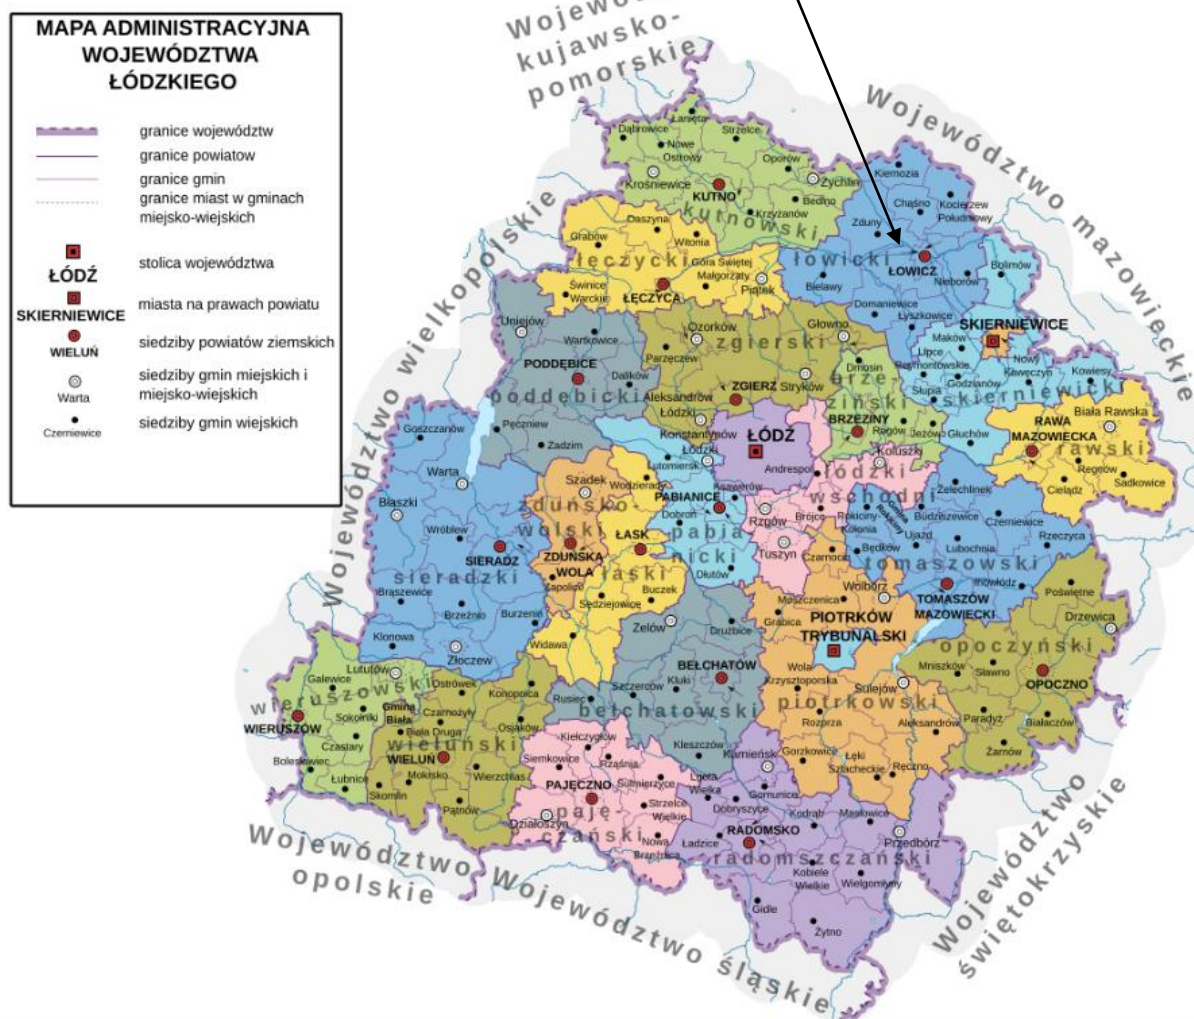 MAPA ADMINISTRACYJNA
WOJEWÓDZTWA
ŁÓDZKIEGO
granice województw
granice powiatow
granice gmin
granice miast w gminach
miejsko-wiejskich
ŁÓDŹ
stolica województwa
SKIERNIEWICE
miasta na prawach powiatu
WIELUŃ
siedziby powiatów ziemskich
Warta
siedziby gmin miejskich i
miejsko-wiejskich
Czerniewice
siedziby gmin wiejskich
kujawsko-
pomorskie
Województwo mazowieckie
Województwo wielkopolskie
Łanięta
Dąbrowice
Nowe
Ostrowy
Strzelce
Oporów
Krośniewice
KUTNO
Żychlin
Bedlno
Krzyżanów
kutnowski
Kiernozia
Chąśno
Kocierzew
Południowy
Zduny
łowicki
ŁOWICZ
Bielawy
Nieborów
Bolimów
Domaniewice
Łyszkowice
Daszyna
Grabów
Witonia
łęczycki
Góra Świętej
Małgorzaty
Piątek
Świnice
Warckie
ŁĘCZYCA
SKIERNIEWICE
Maków
Lipce
Reymontowskie
Nowy
Kawęczyn
Kowiesy
Godzianów
Słupia
skierniewick
Głuchów
Uniejów
Wartkowice
PODDĘBICE
Dalików
poddębicki
Pęczniew
Zadzim
Ozorków
Głowno
zgierski
Parzęczew
ZGIERZ
Stryków
Aleksandrów
Łódzki
Dmosin
brze-
ziński
BRZEZINY
Rogów
Jeżów
Biała Rawska
RAWA
MAZOWIECKA
rawski
Regnów
Sadkowice
Cielądz
Konstantynów
Łódzki
ŁÓDŹ
Andrespol
Koluszki
łódzki
wschodni
Brójce
Rzgów
Tuszyn
Goszczanów
Warta
Błaszki
Wróblew
SIERADZ
sieradzki
Brąszewice
Brzeźnio
Burzenin
Klonowa
Złoczew
Szadek
zduńsko-
wolski
ZDUŃSKA
WOLA
Zapolice
Wodzierady
ŁASK
łaski
Buczek
Sędziejowice
Widawa
Lutomiersk
PABIANICE
Ksawerów
Dobroń
pabia
nicki
Dłutów
Żelechlinek
Rokiciny-
Kolonia
Gmina
Rokiciny
Budziszewice
Czerniewice
Ujazd
Lubochnia
Rzeczyca
Będków
tomaszowski
Inowłódz
TOMASZÓW
MAZOWIECKI
Czarnocin
Wolbórz
Moszczenica
Grabica
PIOTRKÓW
TRYBUNALSKI
Wola
Krzysztoporska
Sulejów
piotrkowski
Rozprza
Aleksandrów
Gorzkowice
Łęki
Szlacheckie
Ręczno
Poświętne
Drzewica
opoczyński
Mniszków
Sławno
OPOCZNO
Paradyż
Białaczów
Żarnów
Zelów
Drużbice
BEŁCHATÓW
Szczerców
Kluki
Rusiec
bełchatowski
Kleszczów
Lututów
Galewice
wieruszowski
WIERUSZÓW
Sokolniki
Czastary
Bolesławiec
Łubnice
Ostrówek
Konopnica
Gmina
Biała
Czarnożyły
Osjaków
Biała Druga
wieluński
WIELUŃ
Mokrsko
Wierzchlas
Skomlin
Pątnów
Kiełczygłów
Siemkowice
Rząśnia
Sulmierzyce
PAJĘCZNO
Strzelce
Wielkie
Działoszyn
paję-
czański
Nowa
Brzeźnica
Kamieńsk
Lgota
Wielka
Gomunice
Dobryszyce
Kodrąb
Masłowice
Ładzice
RADOMSKO
Przedbórz
radomszczański
Kobiele
Wielkie
Wielgomłyny
Gidle
Żytno
Województwo
opolskie
Województwo śląskie
Województwo
świętokrzyskie